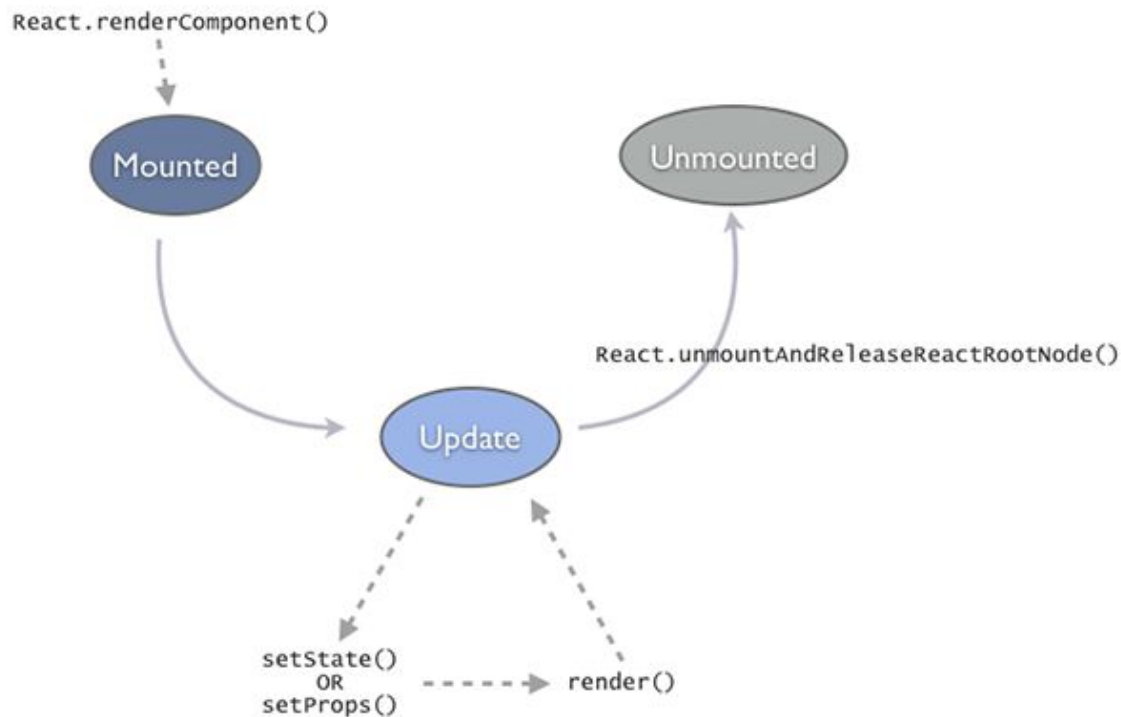 React.renderComponent()
Mounted
Unmounted
React.unmountAndReleaseReactRootNode()
Update
setState()
OR
setProps()
render()